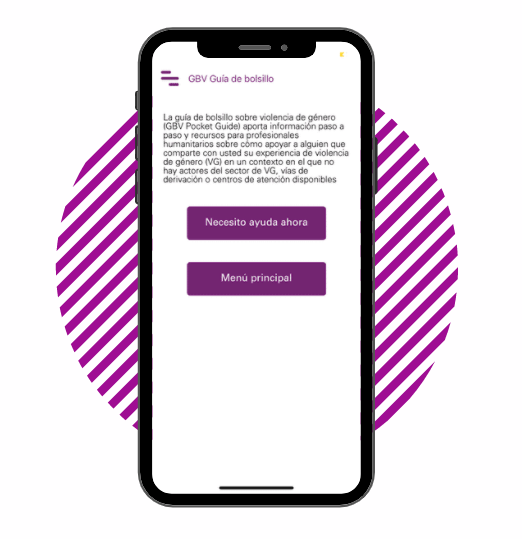 GBV Guía de bolsillo
La guía de bolsillo sobre violencia de género
(GBV Pocket Guide) aporta información paso a
paso y recursos para profesionales
humanitarios sobre cómo apoyar a alguien que
comparte con usted su experiencia de violencia
de género (VG) en un contexto en el que no
hay actores del sector de VG, vías de
derivación o centros de atención disponibles
Necesito ayuda ahora
Menú principal